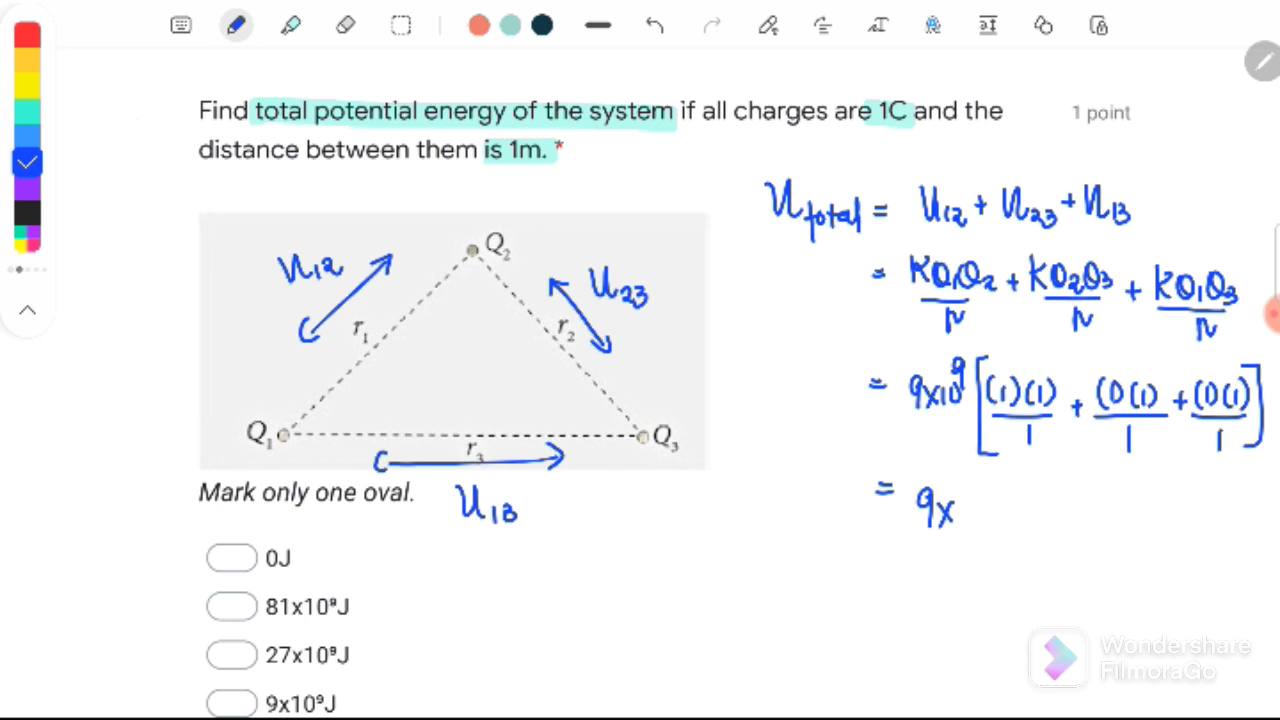 Find total potential energy of the system if all charges are 1C and the
1 point
distance between them is 1m. *
U total = U12 + U23 + U13
= KQ1Q2/r + KQ2Q3/r + KQ1Q3/r
= 9x10⁹ [(1)(1)/1 + (1)(1)/1 + (1)(1)/1]
= 9x
U12
Q2
U23
r1
r2
Q1
r3
Q3
U13
Mark only one oval.
0J
81x10⁹J
27x10⁹J
9x10⁹J
Wondershare
FilmoraGo